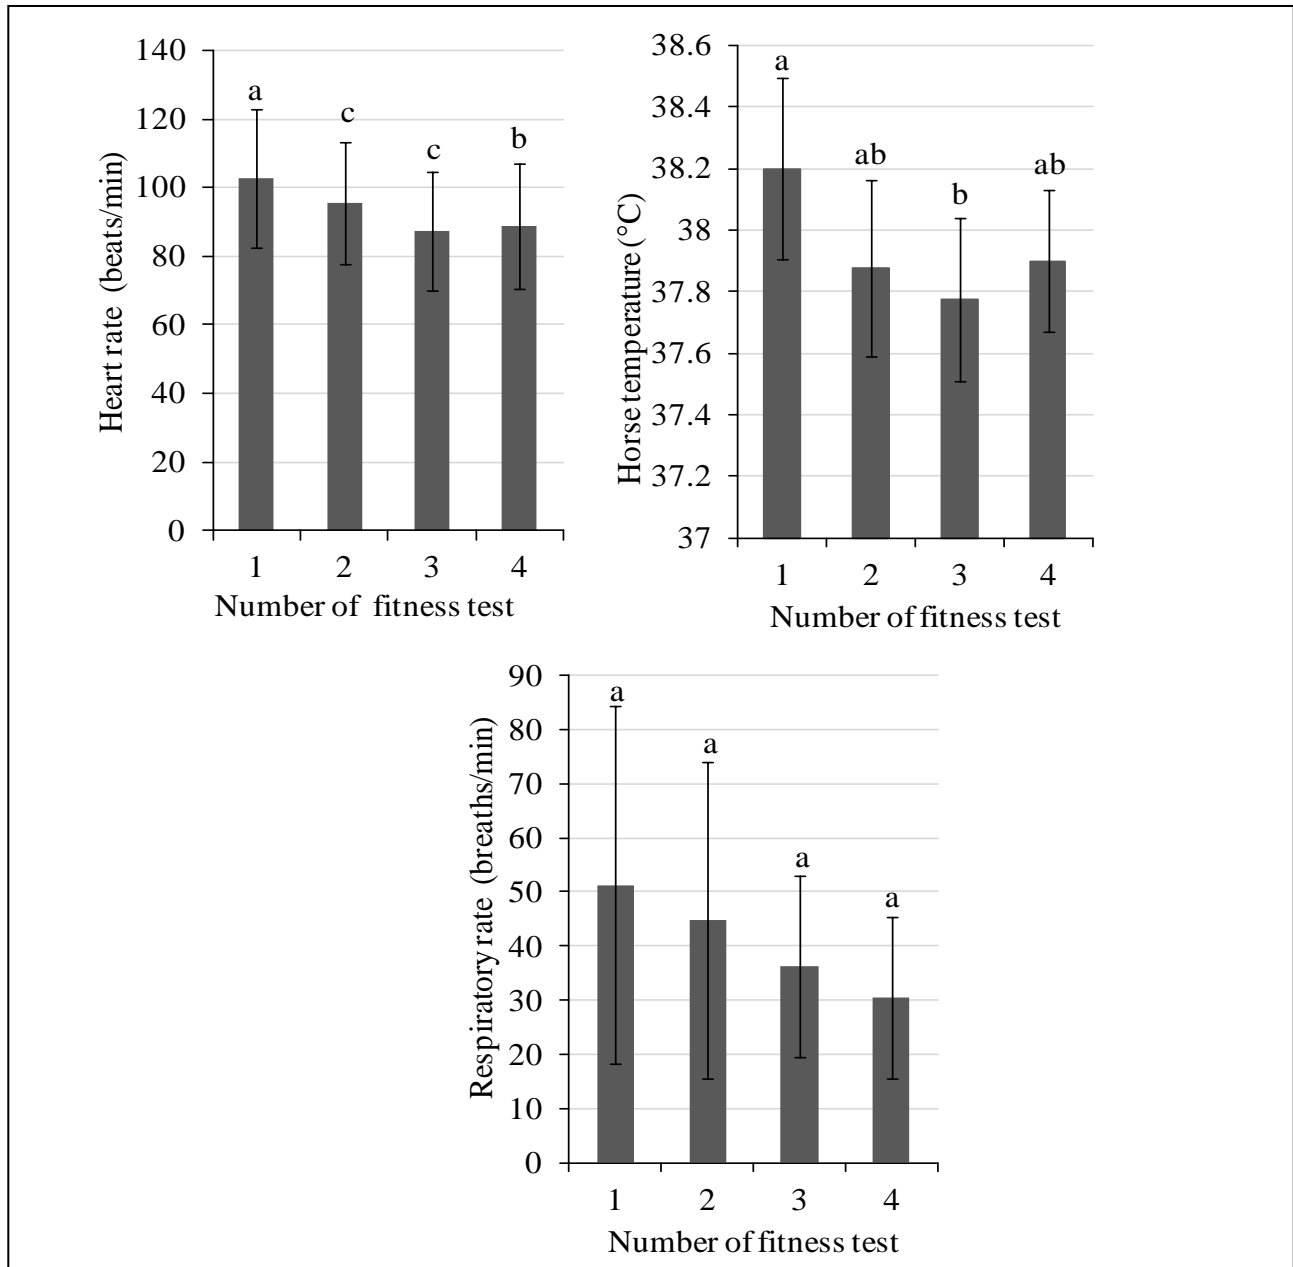 Heart rate (beats/min)
140
120
100
80
60
40
20
0
a
c
c
b
1 2 3 4
Number of fitness test
Horse temperature (°C)
38.6
38.4
38.2
38
37.8
37.6
37.4
37.2
37
a
ab
b
ab
1 2 3 4
Number of fitness test
Respiratory rate (breaths/min)
90
80
70
60
50
40
30
20
10
0
a
a
a
a
1 2 3 4
Number of fitness test